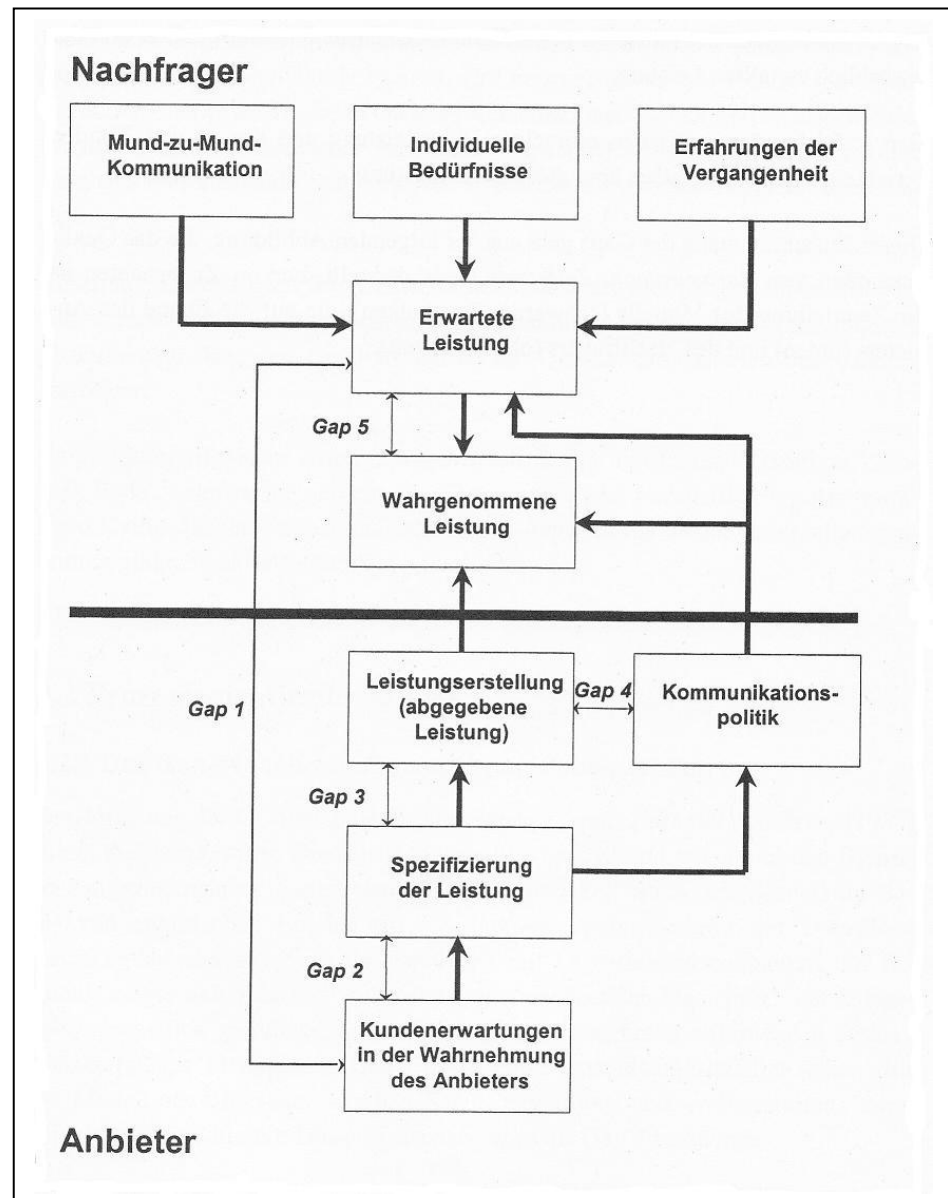 Nachfrager
Mund-zu-Mund-
Kommunikation
Individuelle
Bedürfnisse
Erfahrungen der
Vergangenheit
Erwartete
Leistung
Gap 5
Wahrgenommene
Leistung
Gap 1
Leistungserstellung
(abgegebene
Leistung)
Gap 4
Kommunikations-
politik
Gap 3
Spezifizierung
der Leistung
Gap 2
Kundenerwartungen
in der Wahrnehmung
des Anbieters
Anbieter